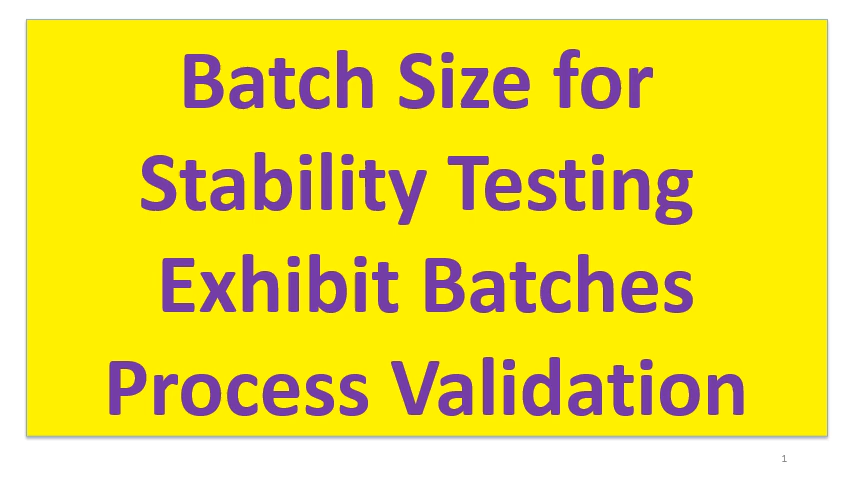 Batch Size for
Stability Testing
Exhibit Batches
Process Validation
1